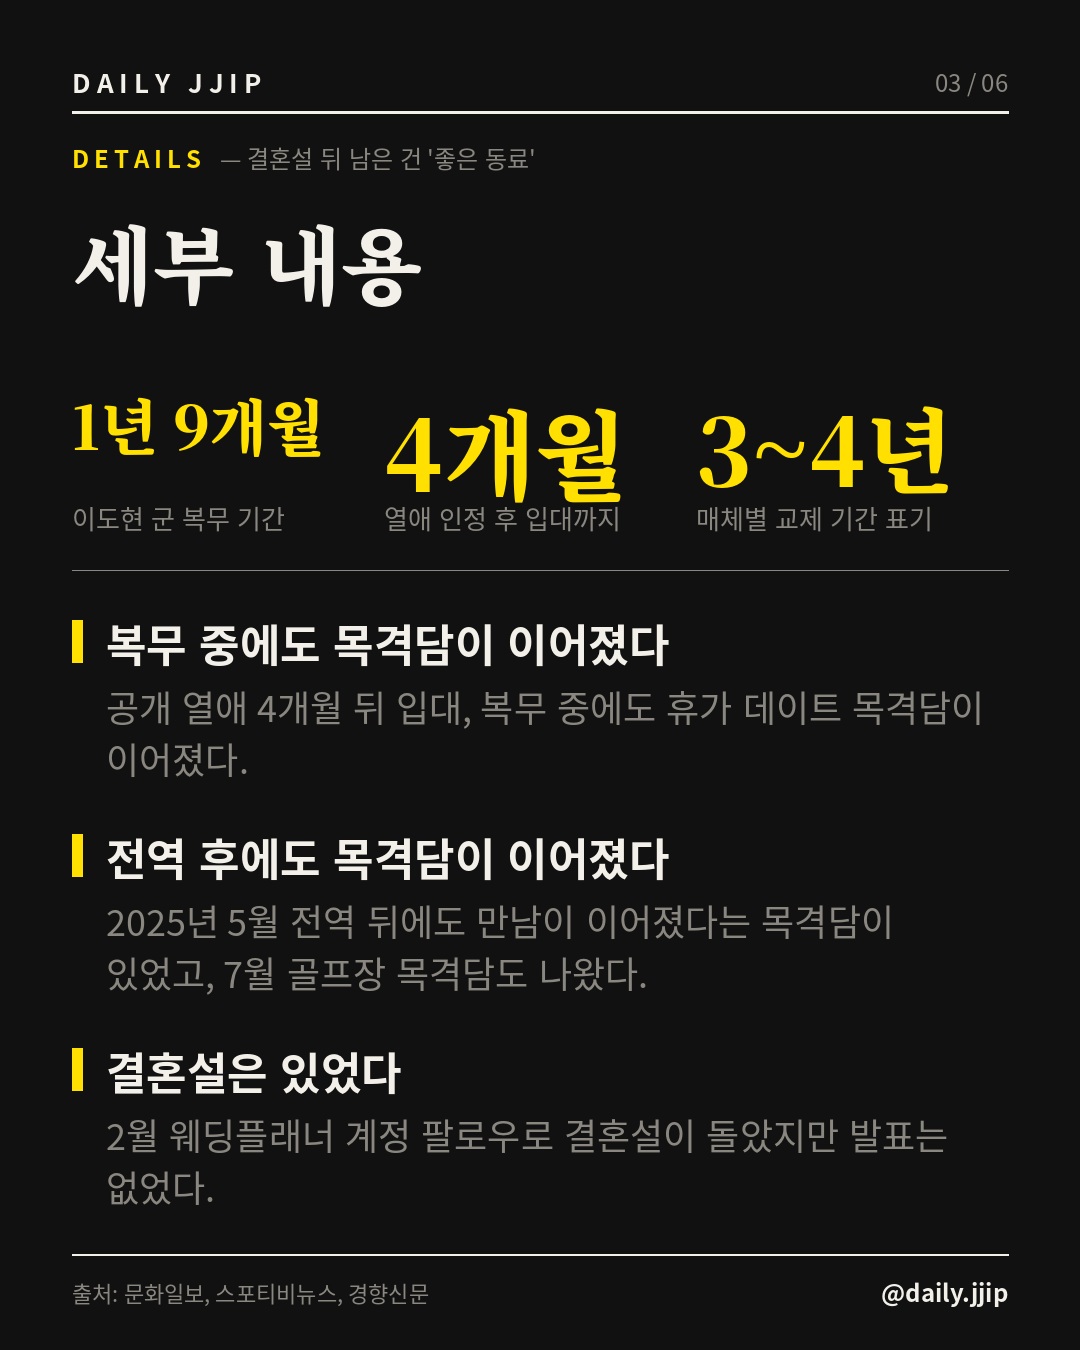 DAILY JJIP
03 / 06
DETAILS — 결혼설 뒤 남은 건 '좋은 동료'
세부 내용
1년 9개월 4개월 3~4년
이도현 군 복무 기간 열애 인정 후 입대까지 매체별 교제 기간 표기
복무 중에도 목격담이 이어졌다
공개 열애 4개월 뒤 입대, 복무 중에도 휴가 데이트 목격담이
이어졌다.
전역 후에도 목격담이 이어졌다
2025년 5월 전역 뒤에도 만남이 이어졌다는 목격담이
있었고, 7월 골프장 목격담도 나왔다.
결혼설은 있었다
2월 웨딩플래너 계정 팔로우로 결혼설이 돌았지만 발표는
없었다.
출처: 문화일보, 스포티비뉴스, 경향신문
@daily.jjip